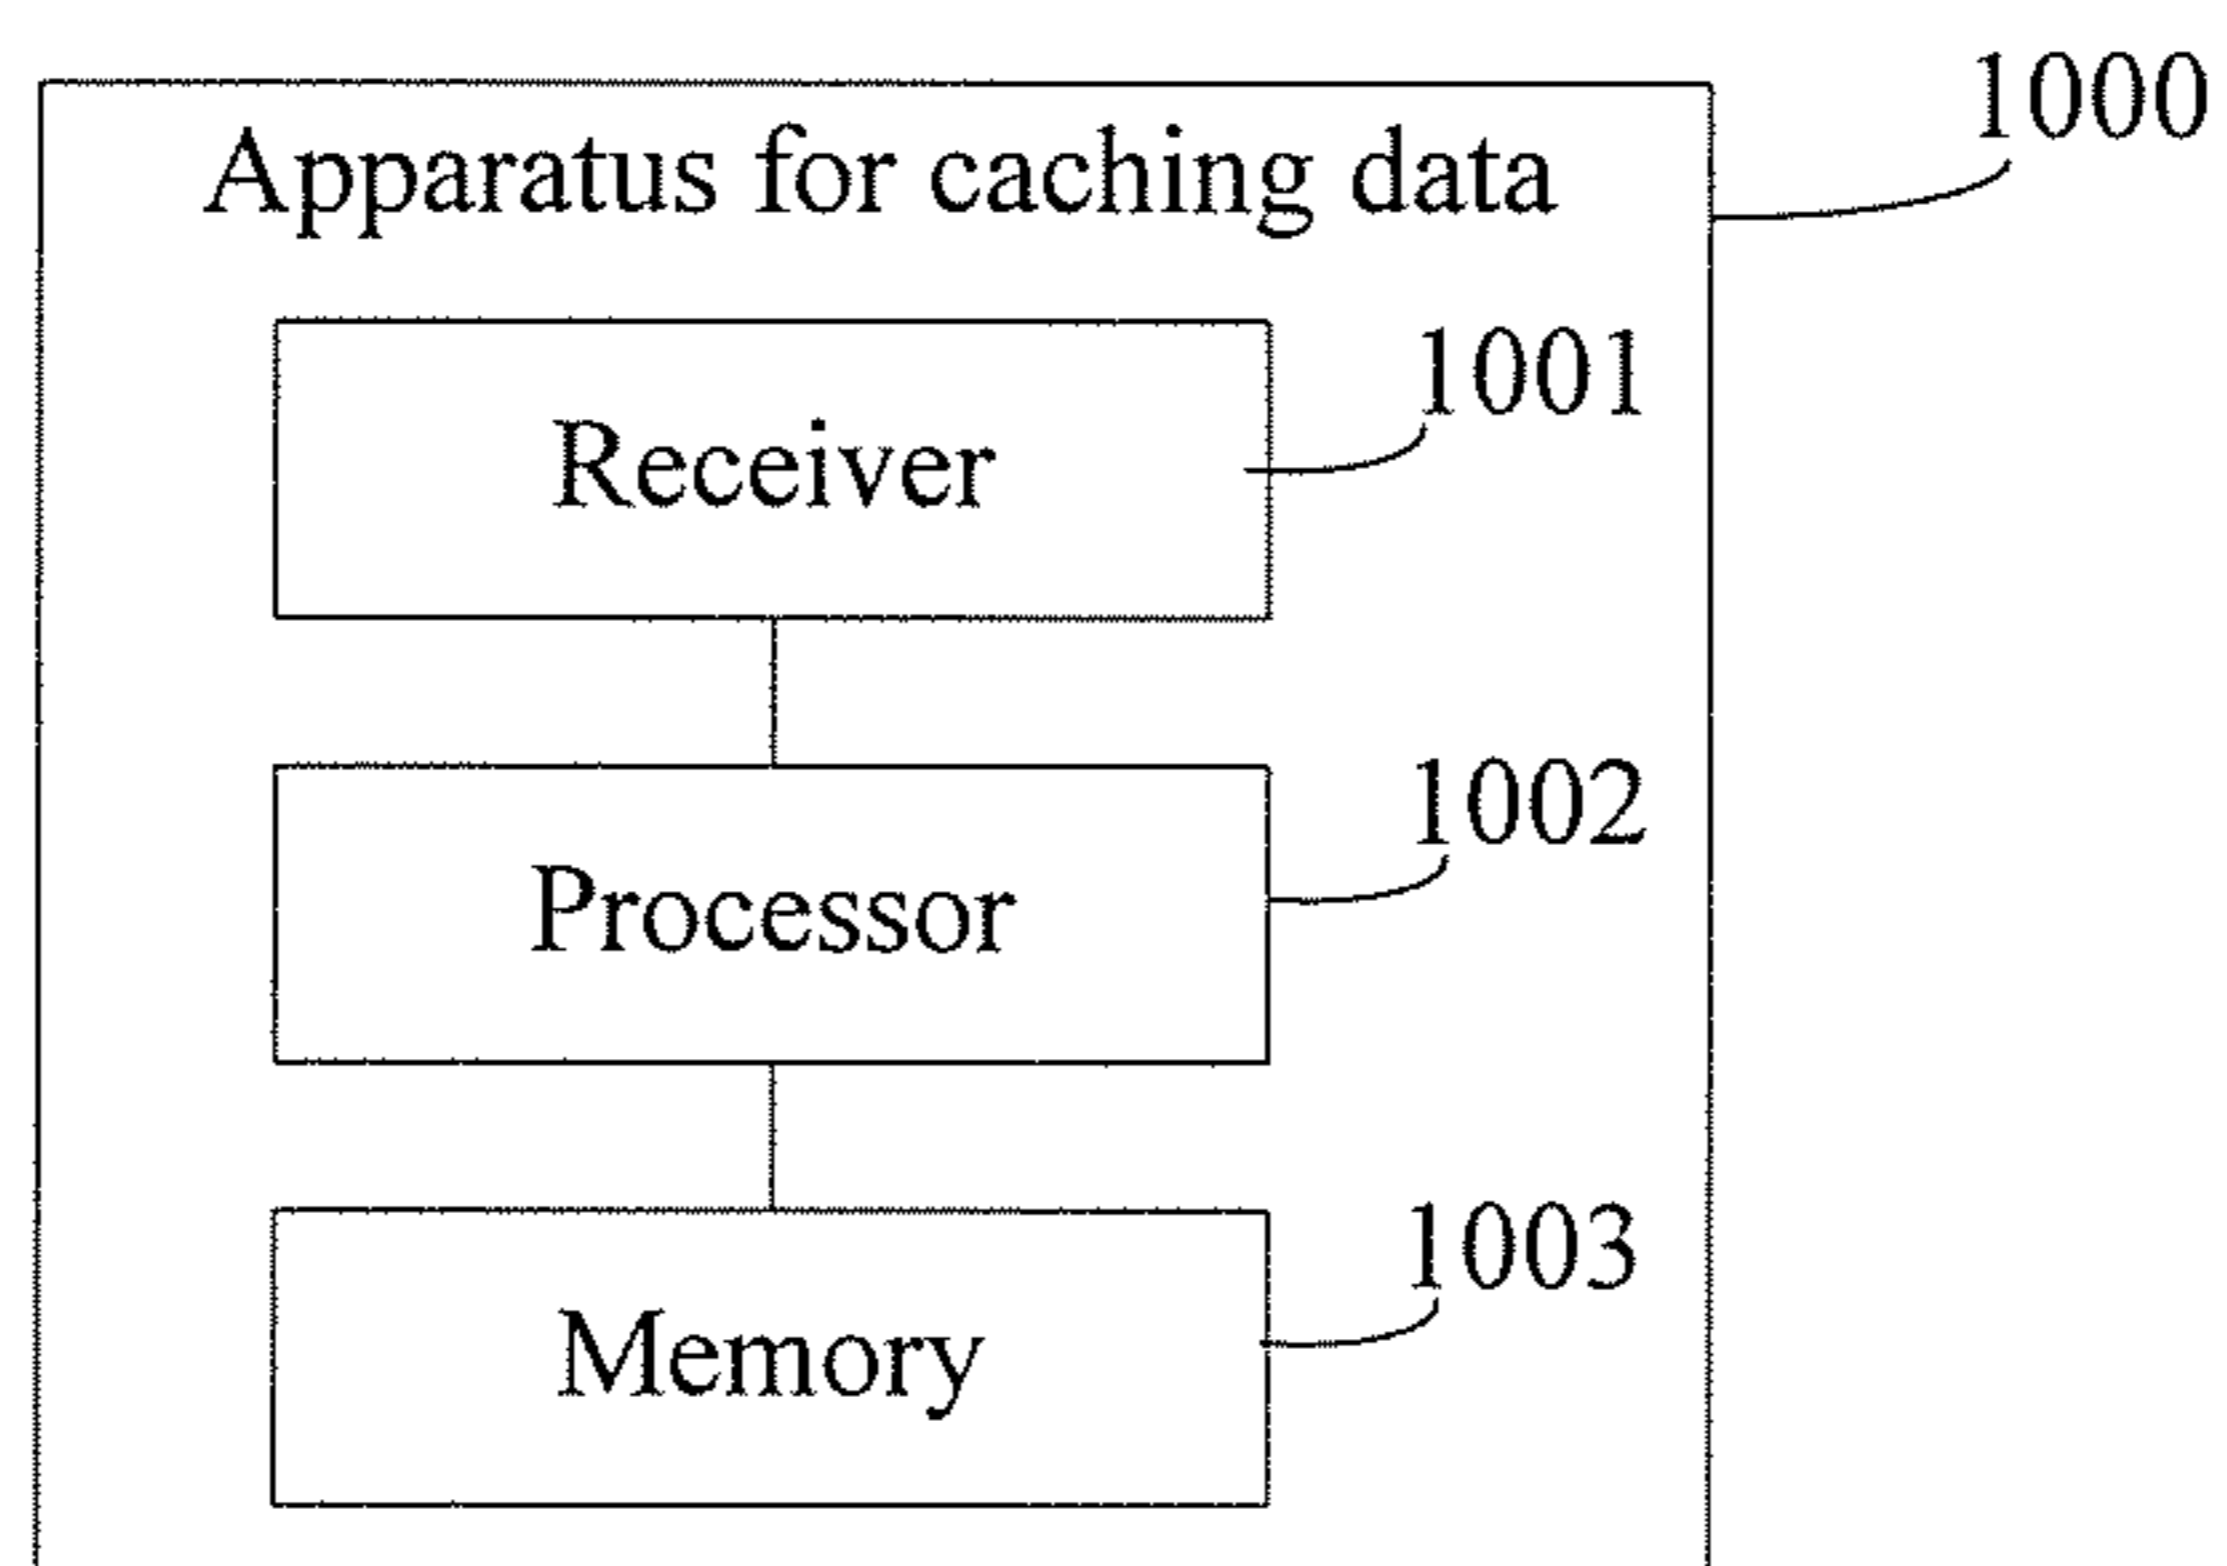 1000
Apparatus for caching data
1001
Receiver
1002
Processor
1003
Memory